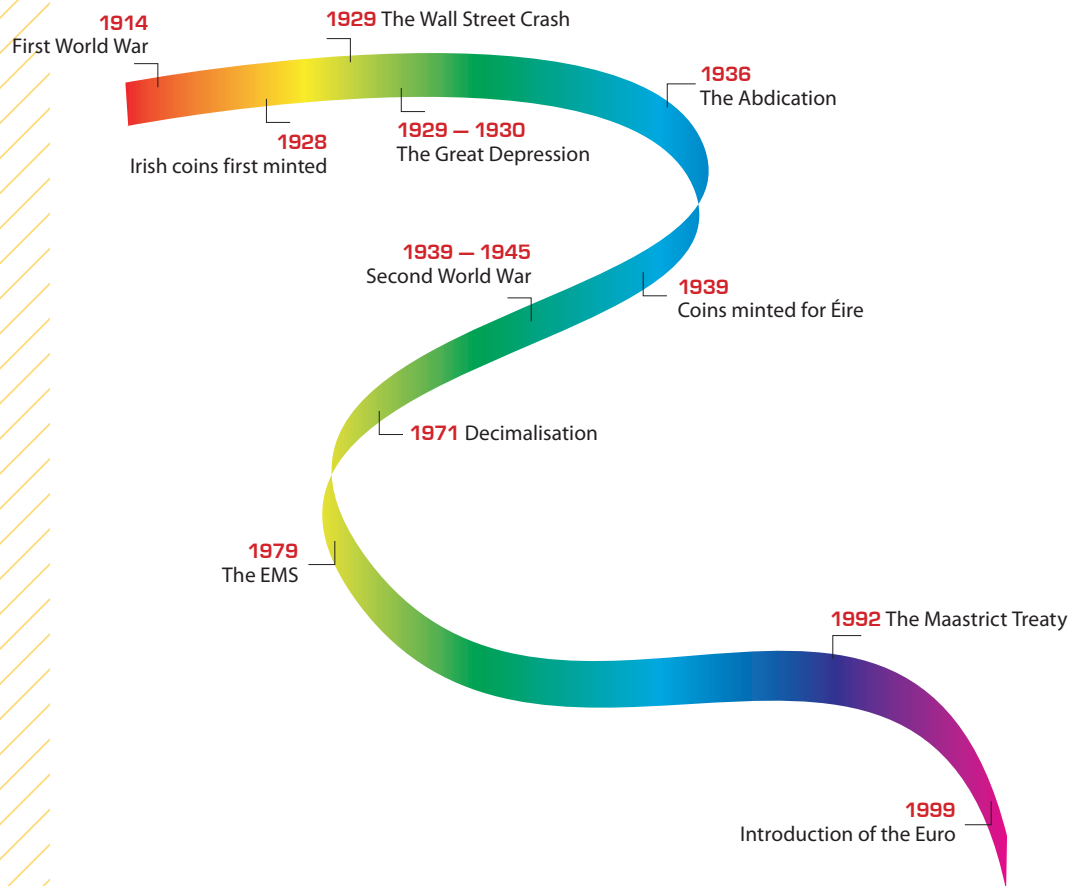 1914
First World War
1929 The Wall Street Crash
1928
Irish coins first minted
1929 – 1930
The Great Depression
1936
The Abdication
1939 – 1945
Second World War
1939
Coins minted for Éire
1971 Decimalisation
1979
The EMS
1992 The Maastrict Treaty
1999
Introduction of the Euro